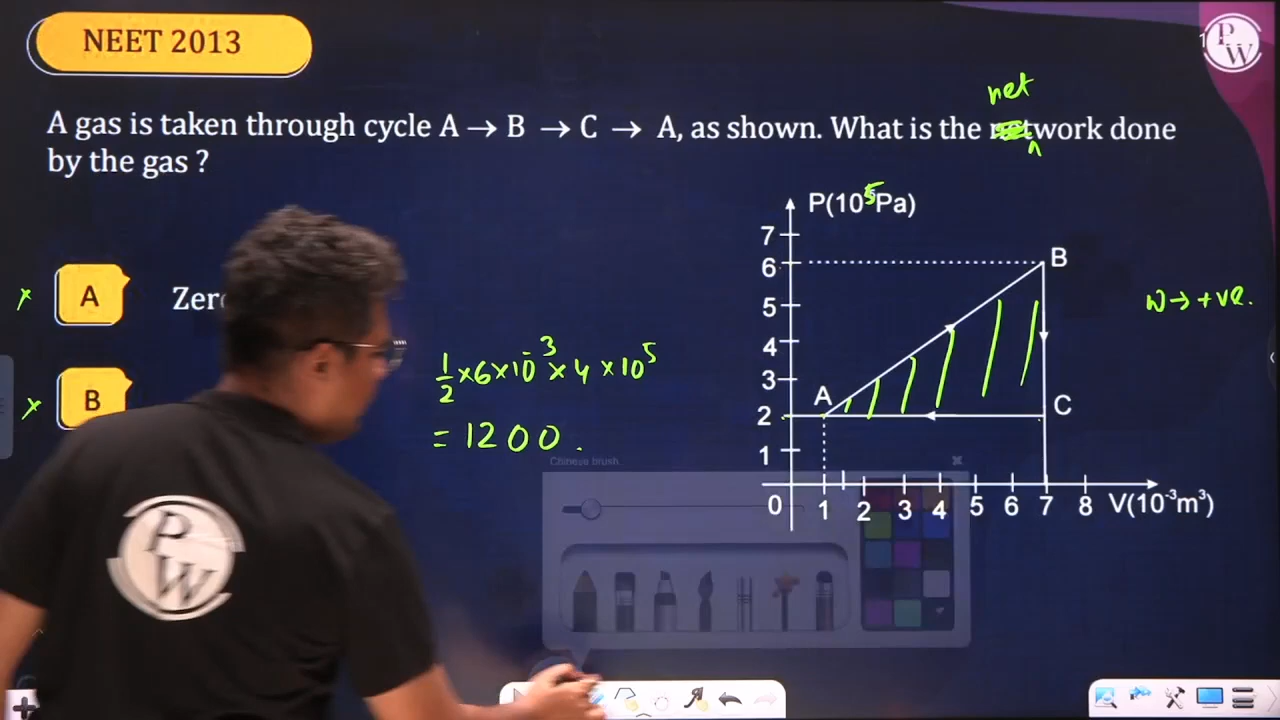 NEET 2013
PW
net
A gas is taken through cycle A → B → C → A, as shown. What is the work done
by the gas ?
P(10⁵Pa)
7
6
B
5
4
3
A
2
C
1
0 1 2 3 4 5 6 7 8 V(10⁻³m³)
W → +ve.
× A
× B
½×6×10⁻³×4×10⁵
= 1200.
Chinese brush
PW